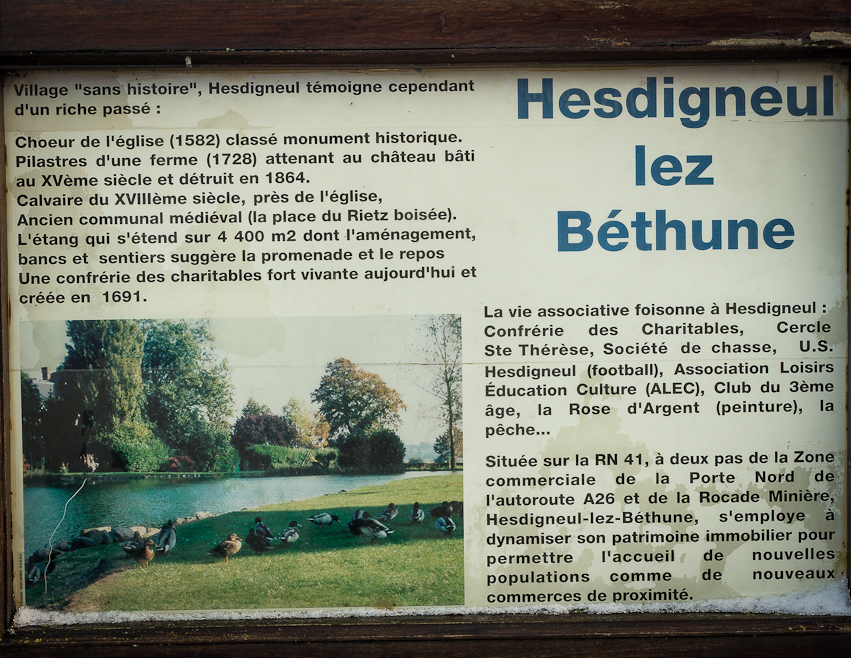 Village "sans histoire", Hesdigneul témoigne cependant
d'un riche passé :
Choeur de l'église (1582) classé monument historique.
Pilastres d'une ferme (1728) attenant au château bâti
au XVème siècle et détruit en 1864.
Calvaire du XVIIIème siècle, près de l'église,
Ancien communal médiéval (la place du Rietz boisée).
L'étang qui s'étend sur 4 400 m2 dont l'aménagement,
bancs et sentiers suggère la promenade et le repos
Une confrérie des charitables fort vivante aujourd'hui et
créée en 1691.
Hesdigneul
lez
Béthune
La vie associative foisonne à Hesdigneul :
Confrérie des Charitables, Cercle
Ste Thérèse, Société de chasse, U.S.
Hesdigneul (football), Association Loisirs
Éducation Culture (ALEC), Club du 3ème
âge, la Rose d'Argent (peinture), la
pêche...
Située sur la RN 41, à deux pas de la Zone
commerciale de la Porte Nord de
l'autoroute A26 et de la Rocade Minière,
Hesdigneul-lez-Béthune, s'employe à
dynamiser son patrimoine immobilier pour
permettre l'accueil de nouvelles
populations comme de nouveaux
commerces de proximité.